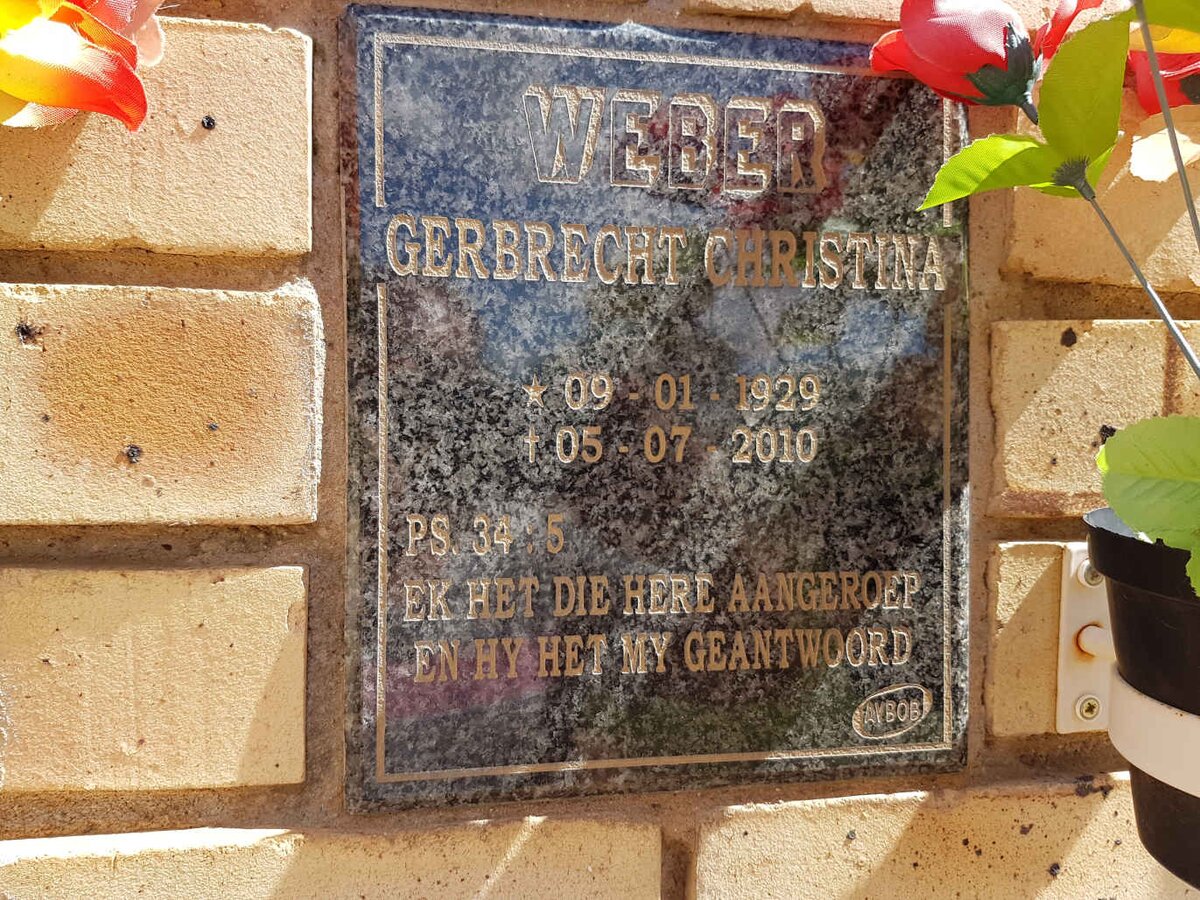 WEBER
GERBRECHT CHRISTINA
★ 09 - 01 - 1929
† 05 - 07 - 2010
PS. 34 : 5
EK HET DIE HERE AANGEROEP
EN HY HET MY GEANTWOORD
AYBOB